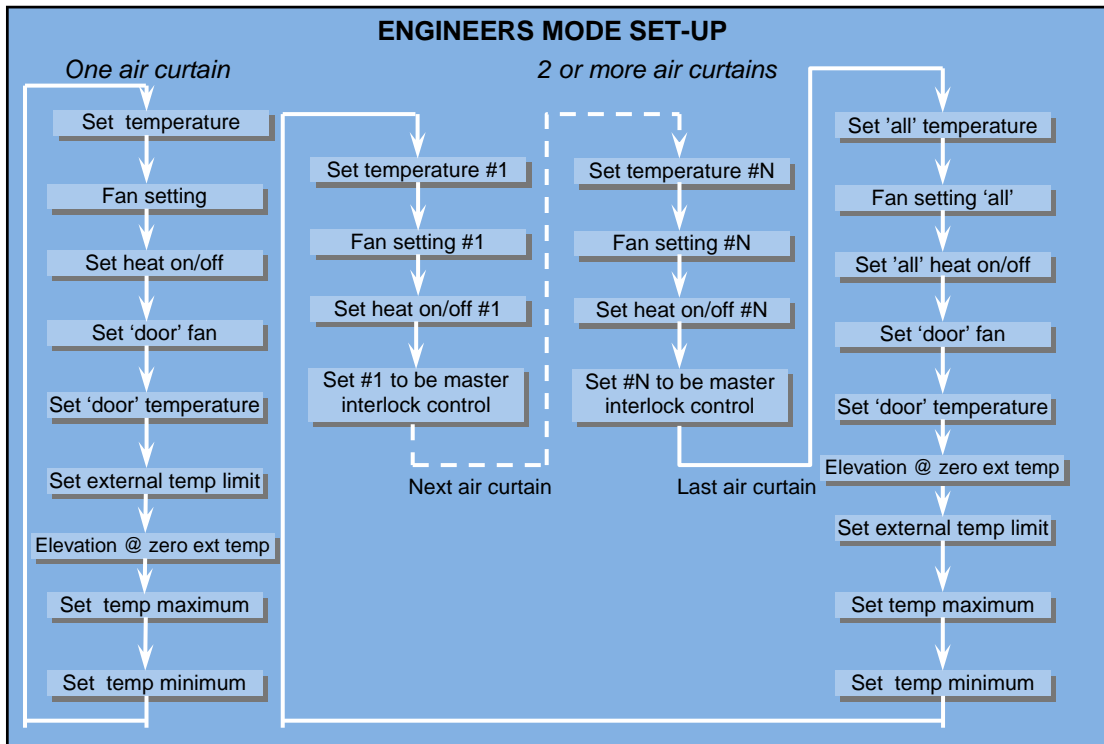 ENGINEERS MODE SET-UP
One air curtain
Set  temperature
Fan setting
Set heat on/off
Set ‘door’ fan
Set ‘door’ temperature
Set external temp limit
Elevation @ zero ext temp
Set  temp maximum
Set  temp minimum
2 or more air curtains
Set temperature #1
Fan setting #1
Set heat on/off #1
Set #1 to be master
interlock control
Next air curtain
Set temperature #N
Fan setting #N
Set heat on/off #N
Set #N to be master
interlock control
Last air curtain
Set ’all’ temperature
Fan setting ‘all’
Set ’all’ heat on/off
Set ‘door’ fan
Set ‘door’ temperature
Elevation @ zero ext temp
Set external temp limit
Set temp maximum
Set  temp minimum